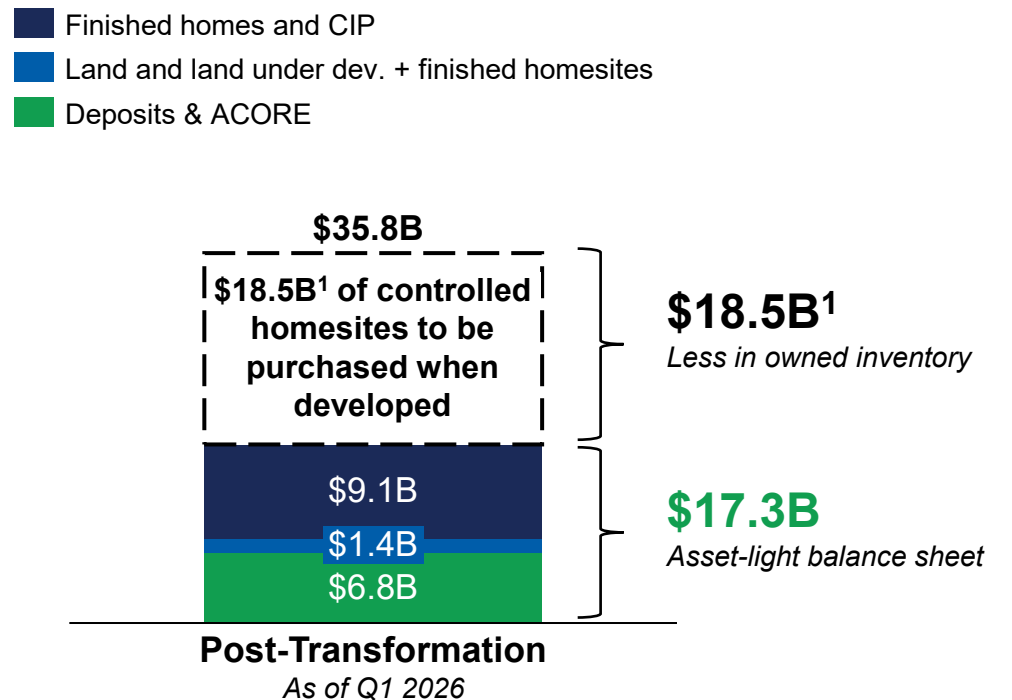 Finished homes and CIP
Land and land under dev. + finished homesites
Deposits & ACORE
$35.8B
$18.5B¹ of controlled
homesites to be
purchased when
developed
$18.5B¹
Less in owned inventory
$9.1B
$1.4B
$6.8B
$17.3B
Asset-light balance sheet
Post-Transformation
As of Q1 2026